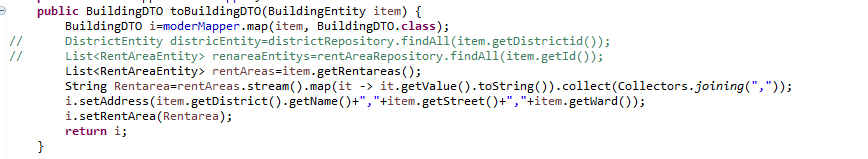 public BuildingDTO toBuildingDTO(BuildingEntity item) {
BuildingDTO i=moderMapper.map(item, BuildingDTO.class);
// DistrictEntity districEntity=districtRepository.findAll(item.getDistrictid());
// List<RentAreaEntity> renareaEntitys=rentAreaRepository.findAll(item.getId());
List<RentAreaEntity> rentAreas=item.getRentareas();
String Rentarea=rentAreas.stream().map(it -> it.getValue().toString()).collect(Collectors.joining(","));
i.setAddress(item.getDistrict().getName()+","+item.getStreet()+","+item.getWard());
i.setRentArea(Rentarea);
return i;
}